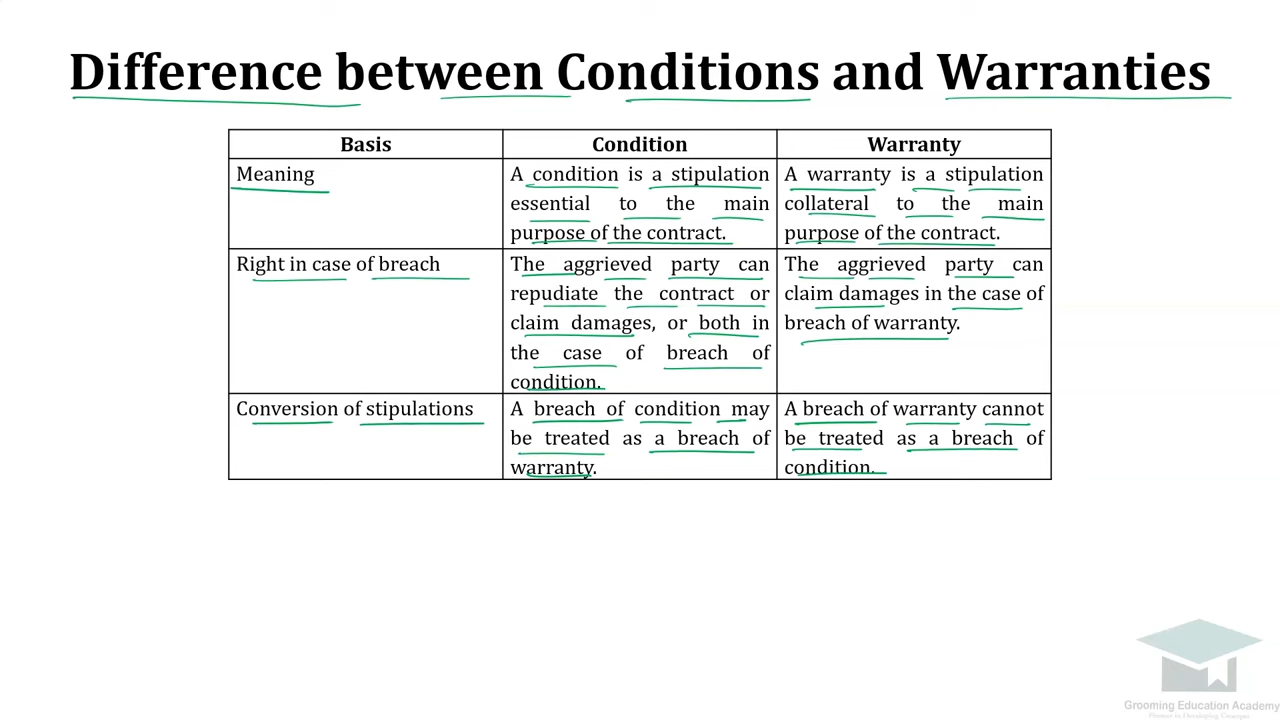 Difference between Conditions and Warranties
Basis
Condition
Warranty
Meaning
A condition is a stipulation
essential to the main
purpose of the contract.
A warranty is a stipulation
collateral to the main
purpose of the contract.
Right in case of breach
The aggrieved party can
repudiate the contract or
claim damages, or both in
the case of breach of
condition.
The aggrieved party can
claim damages in the case of
breach of warranty.
Conversion of stipulations
A breach of condition may
be treated as a breach of
warranty.
A breach of warranty cannot
be treated as a breach of
condition.
Grooming Education Academy
in Developing Concepts